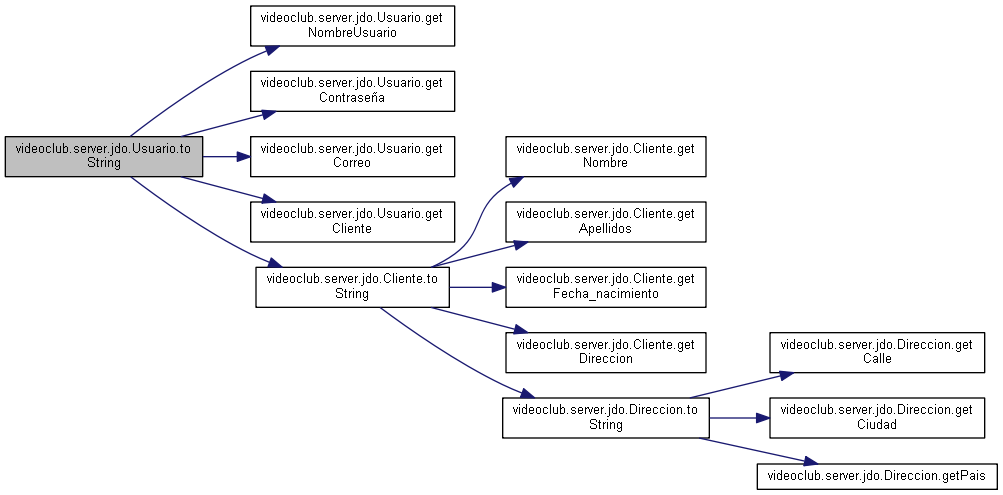 videoclub.server.jdo.Usuario.to
String
videoclub.server.jdo.Usuario.get
NombreUsuario
videoclub.server.jdo.Usuario.get
Contraseña
videoclub.server.jdo.Usuario.get
Correo
videoclub.server.jdo.Usuario.get
Cliente
videoclub.server.jdo.Cliente.to
String
videoclub.server.jdo.Cliente.get
Nombre
videoclub.server.jdo.Cliente.get
Apellidos
videoclub.server.jdo.Cliente.get
Fecha_nacimiento
videoclub.server.jdo.Cliente.get
Direccion
videoclub.server.jdo.Direccion.to
String
videoclub.server.jdo.Direccion.get
Calle
videoclub.server.jdo.Direccion.get
Ciudad
videoclub.server.jdo.Direccion.getPais